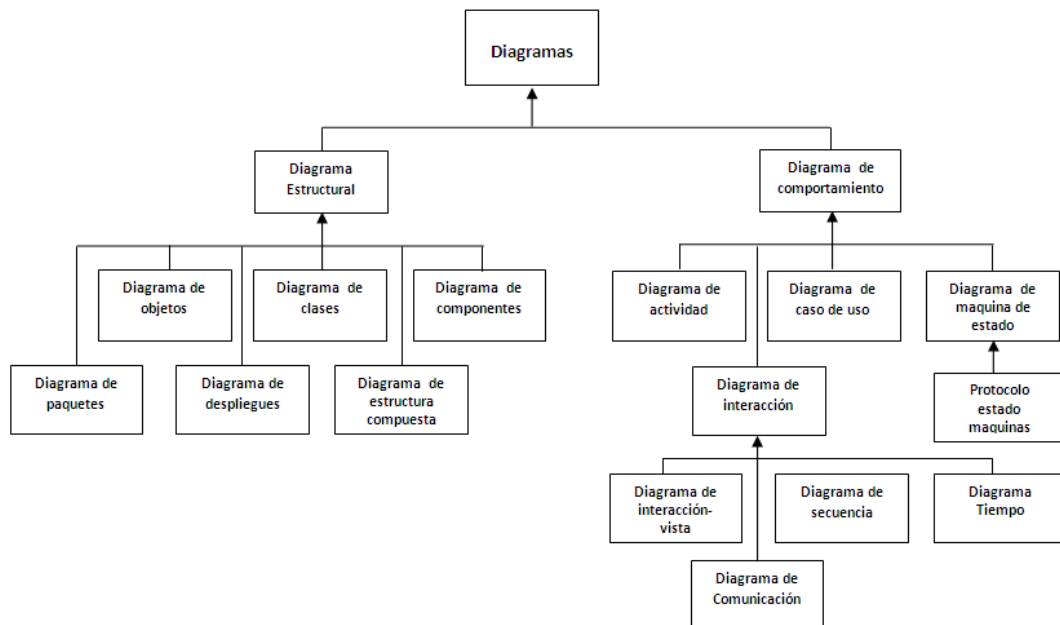 Diagramas
Diagrama
Estructural
Diagrama de
comportamiento
Diagrama de
objetos
Diagrama de
clases
Diagrama de
componentes
Diagrama de
actividad
Diagrama de
caso de uso
Diagrama de
maquina de
estado
Diagrama de
paquetes
Diagrama de
despliegues
Diagrama de
estructura
compuesta
Diagrama de
interacción
Protocolo
estado
maquinas
Diagrama de
interacción-
vista
Diagrama de
secuencia
Diagrama
Tiempo
Diagrama de
Comunicación